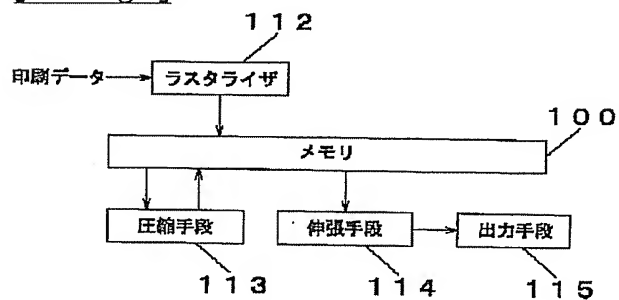 112
印刷データ
ラスタライザ
100
メモリ
圧縮手段
伸張手段
出力手段
113
114
115